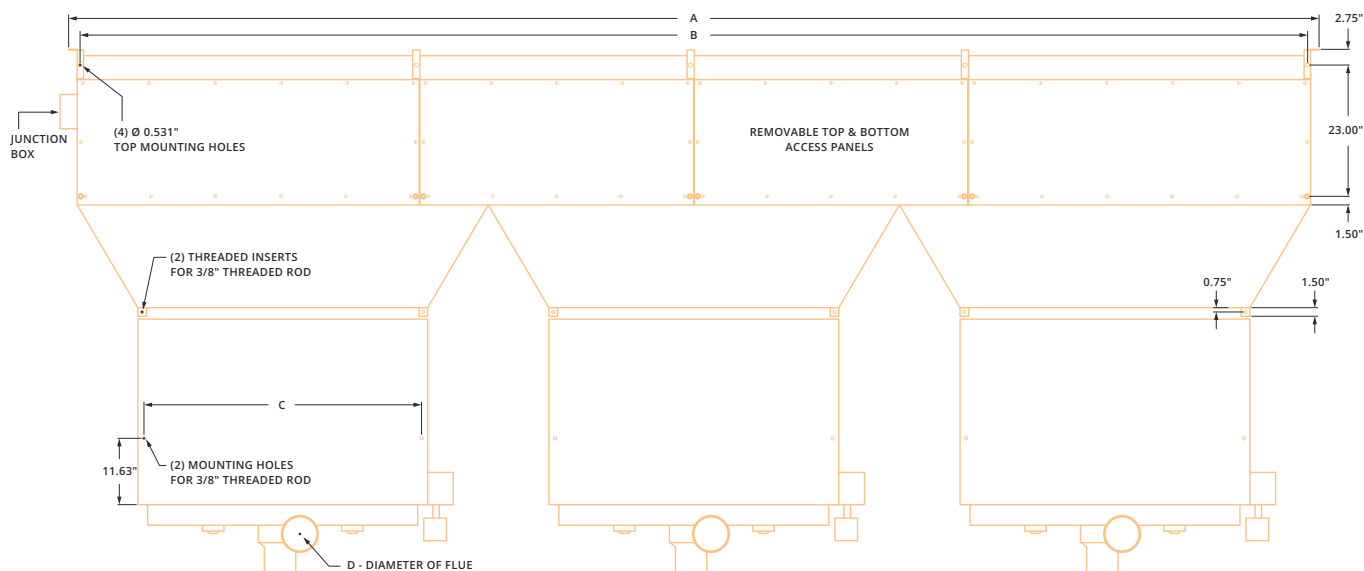 A
2.75"
B
JUNCTION
BOX
(4) Ø 0.531"
TOP MOUNTING HOLES
REMOVABLE TOP & BOTTOM
ACCESS PANELS
23.00"
1.50"
(2) THREADED INSERTS
FOR 3/8" THREADED ROD
0.75"
1.50"
C
11.63"
(2) MOUNTING HOLES
FOR 3/8" THREADED ROD
D - DIAMETER OF FLUE